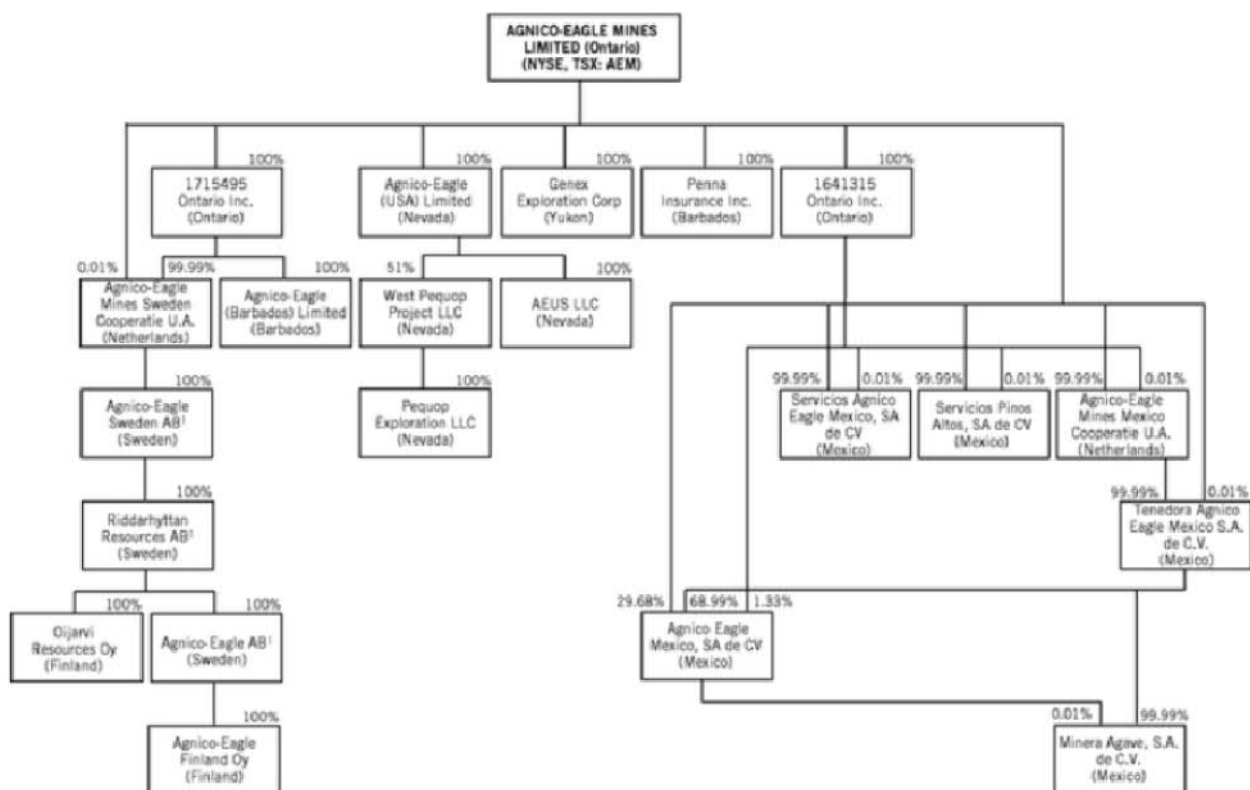 AGNICO-EAGLE MINES
LIMITED (Ontario)
(NYSE, TSX: AEM)
100%
100%
100%
100%
100%
1715495
Ontario Inc.
(Ontario)
Agnico-Eagle
(USA) Limited
(Nevada)
Genex
Exploration Corp
(Yukon)
Penna
Insurance Inc.
(Barbados)
1641315
Ontario Inc.
(Ontario)
0.01%
99.99%
100%
51%
100%
Agnico-Eagle
Mines Sweden
Cooperatie U.A.
(Netherlands)
Agnico-Eagle
(Barbados) Limited
(Barbados)
West Pequop
Project LLC
(Nevada)
AEUS LLC
(Nevada)
100%
100%
99.99%
0.01%
99.99%
0.01%
99.99%
0.01%
Agnico-Eagle
Sweden AB¹
(Sweden)
Pequop
Exploration LLC
(Nevada)
Servicios Agnico
Eagle Mexico, SA
de CV
(Mexico)
Servicios Pinos
Altos, SA de CV
(Mexico)
Agnico-Eagle
Mines Mexico
Cooperatie U.A.
(Netherlands)
100%
99.99%
0.01%
Riddarhyttan
Resources AB¹
(Sweden)
Tenedora Agnico
Eagle Mexico S.A.
de C.V.
(Mexico)
100%
100%
29.68%
68.99%
1.33%
Oijarvi
Resources Oy
(Finland)
Agnico-Eagle AB¹
(Sweden)
Agnico Eagle
Mexico, SA de CV
(Mexico)
100%
0.01%
99.99%
Agnico-Eagle
Finland Oy
(Finland)
Minera Agave, S.A.
de C.V.
(Mexico)